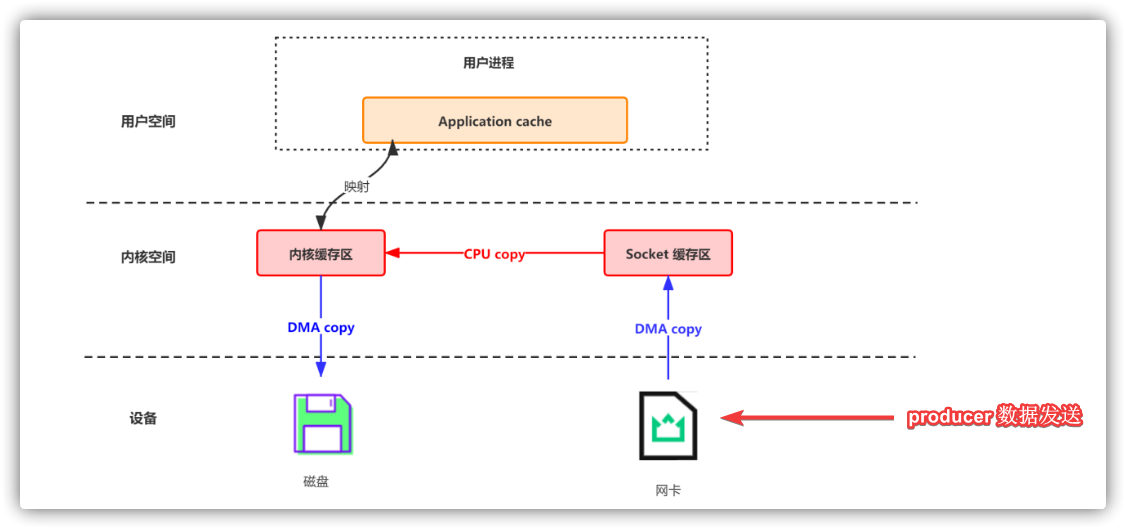 用户进程
用户空间
Application cache
映射
内核空间
内核缓存区
CPU copy
Socket 缓存区
DMA copy
DMA copy
设备
producer 数据发送
磁盘
网卡